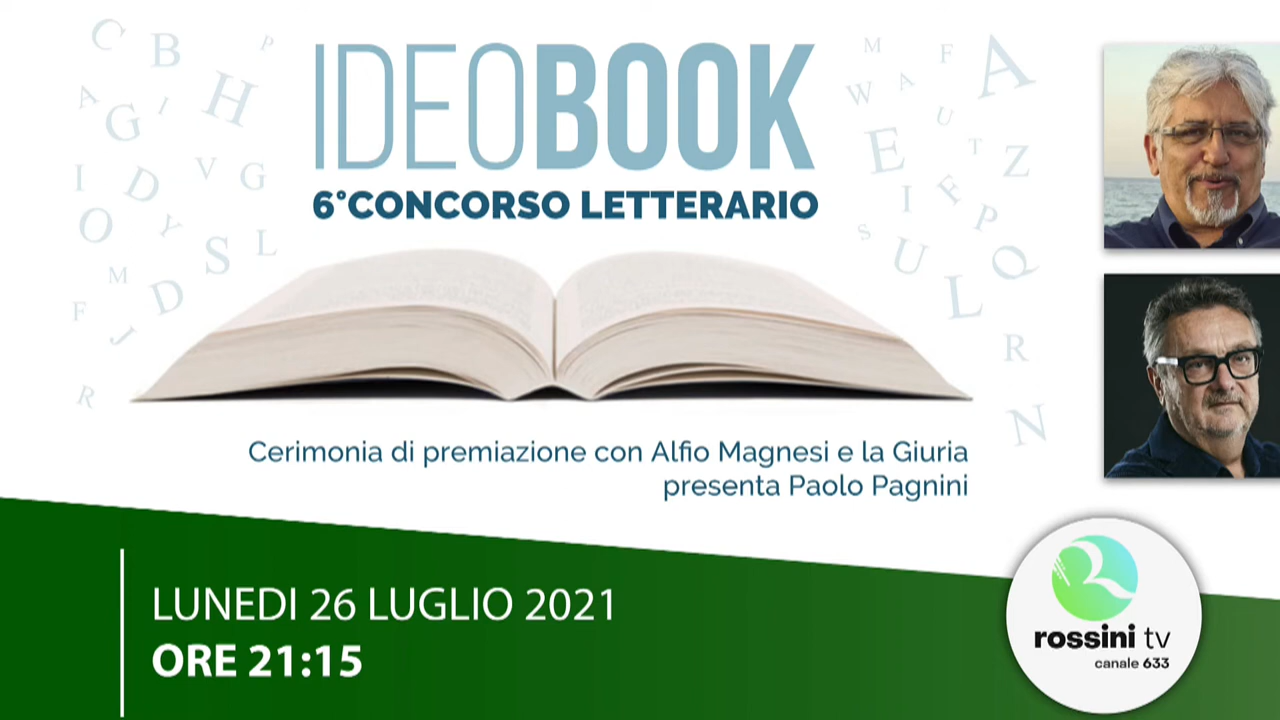 IDEOBOOK
6°CONCORSO LETTERARIO
Cerimonia di premiazione con Alfio Magnesi e la Giuria
presenta Paolo Pagnini
LUNEDI 26 LUGLIO 2021
ORE 21:15
rossini tv
canale 633